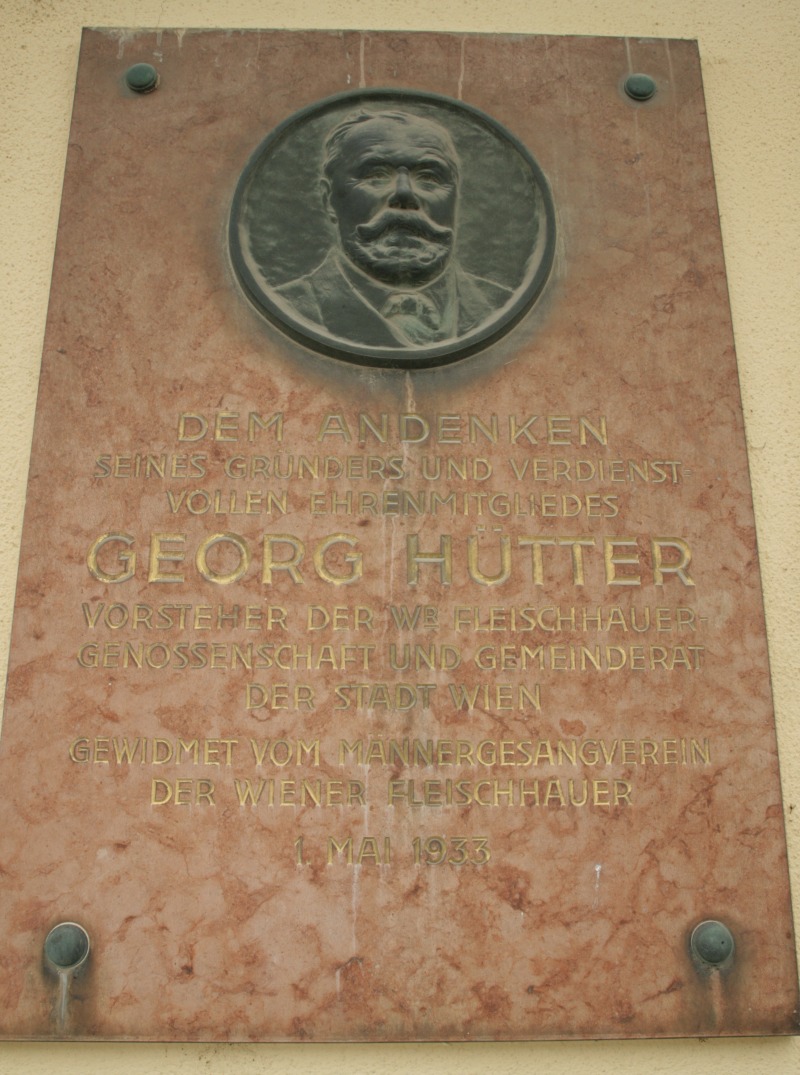 DEM ANDENKEN
SEINES GRÜNDERS UND VERDIENST-
VOLLEN EHRENMITGLIEDES
GEORG HÜTTER
VORSTEHER DER WR. FLEISCHHAUER-
GENOSSENSCHAFT UND GEMEINDERAT
DER STADT WIEN
GEWIDMET VOM MÄNNERGESANGVEREIN
DER WIENER FLEISCHHAUER
1. MAI 1933